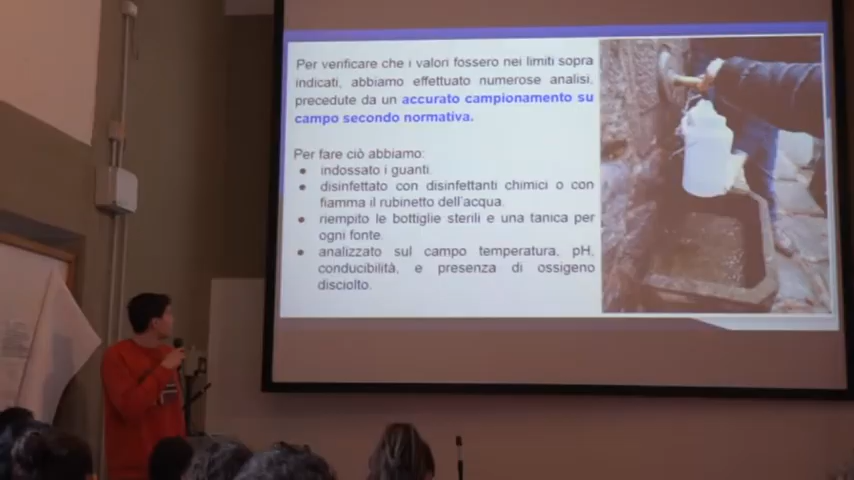 Per verificare che i valori fossero nei limiti sopra
indicati, abbiamo effettuato numerose analisi,
precedute da un accurato campionamento su
campo secondo normativa.
Per fare ciò abbiamo:
● indossato i guanti.
● disinfettato con disinfettanti chimici o con
fiamma il rubinetto dell'acqua.
● riempito le bottiglie sterili e una tanica per
ogni fonte.
● analizzato sul campo temperatura, pH,
conducibilità, e presenza di ossigeno
disciolto.